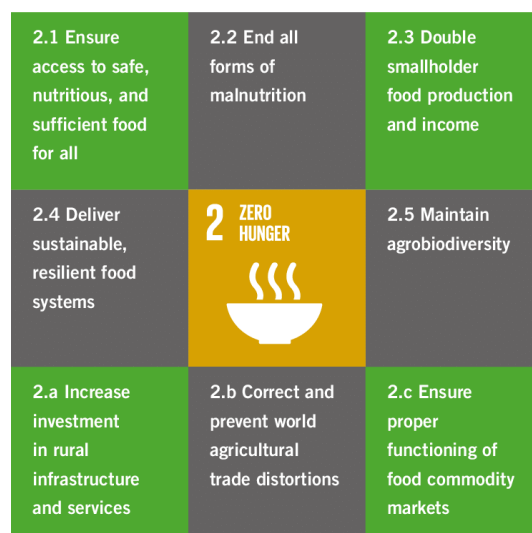 2.1 Ensure
access to safe,
nutritious, and
sufficient food
for all
2.2 End all
forms of
malnutrition
2.3 Double
smallholder
food production
and income
2.4 Deliver
sustainable,
resilient food
systems
2 ZERO
HUNGER
2.5 Maintain
agrobiodiversity
2.a Increase
investment
in rural
infrastructure
and services
2.b Correct and
prevent world
agricultural
trade distortions
2.c Ensure
proper
functioning of
food commodity
markets